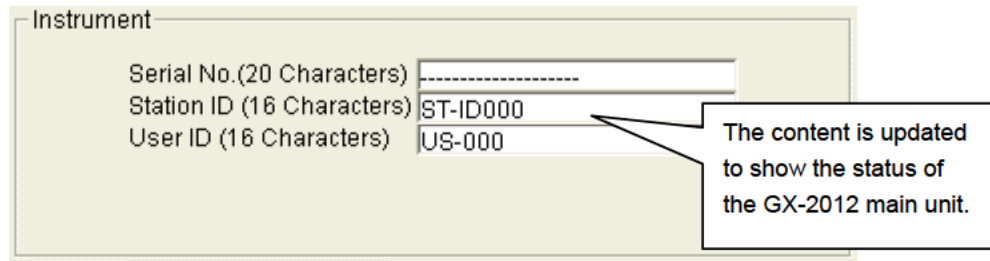 Instrument
Serial No.(20 Characters) --------------------
Station ID (16 Characters) ST-ID000
User ID (16 Characters) US-000
The content is updated
to show the status of
the GX-2012 main unit.